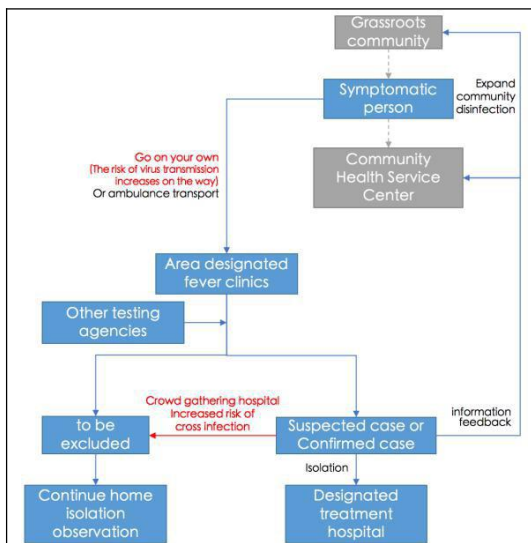 Grassroots
community
Symptomatic
person
Expand
community
disinfection
Go on your own
(The risk of virus transmission
increases on the way)
Or ambulance transport
Community
Health Service
Center
Area designated
fever clinics
Other testing
agencies
Crowd gathering hospital
Increased risk of
cross infection
to be
excluded
Suspected case or
Confirmed case
information
feedback
Isolation
Continue home
isolation
observation
Designated
treatment
hospital